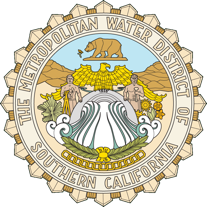 THE METROPOLITAN WATER DISTRICT OF
SOUTHERN CALIFORNIA